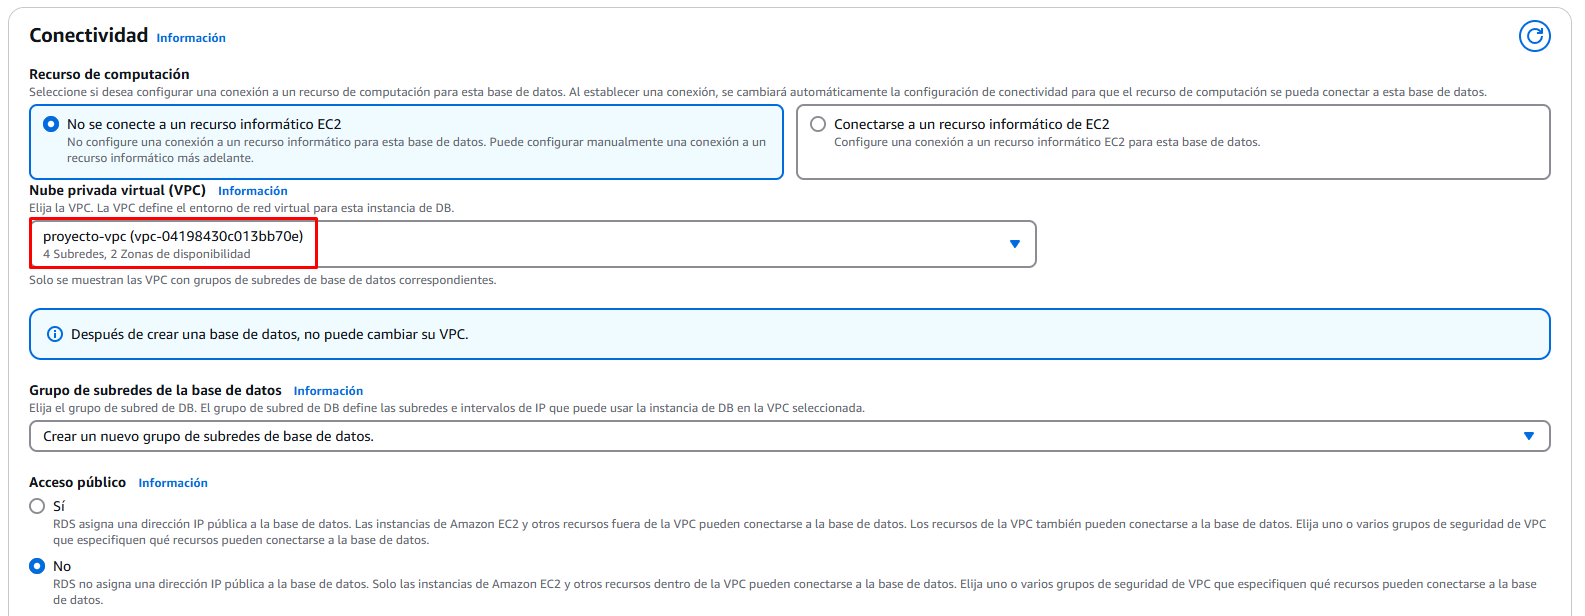 Conectividad Información
Recurso de computación
Seleccione si desea configurar una conexión a un recurso de computación para esta base de datos. Al establecer una conexión, se cambiará automáticamente la configuración de conectividad para que el recurso de computación se pueda conectar a esta base de datos.
No se conecte a un recurso informático EC2
No configure una conexión a un recurso informático para esta base de datos. Puede configurar manualmente una conexión a un
recurso informático más adelante.
Conectarse a un recurso informático de EC2
Configure una conexión a un recurso informático EC2 para esta base de datos.
Nube privada virtual (VPC) Información
Elija la VPC. La VPC define el entorno de red virtual para esta instancia de DB.
proyecto-vpc (vpc-04198430c013bb70e)
4 Subredes, 2 Zonas de disponibilidad
Solo se muestran las VPC con grupos de subredes de base de datos correspondientes.
Después de crear una base de datos, no puede cambiar su VPC.
Grupo de subredes de la base de datos Información
Elija el grupo de subred de DB. El grupo de subred de DB define las subredes e intervalos de IP que puede usar la instancia de DB en la VPC seleccionada.
Crear un nuevo grupo de subredes de base de datos.
Acceso público Información
Sí
RDS asigna una dirección IP pública a la base de datos. Las instancias de Amazon EC2 y otros recursos fuera de la VPC pueden conectarse a la base de datos. Los recursos de la VPC también pueden conectarse a la base de datos. Elija uno o varios grupos de seguridad de VPC
que especifiquen qué recursos pueden conectarse a la base de datos.
No
RDS no asigna una dirección IP pública a la base de datos. Solo las instancias de Amazon EC2 y otros recursos dentro de la VPC pueden conectarse a la base de datos. Elija uno o varios grupos de seguridad de VPC que especifiquen qué recursos pueden conectarse a la base
de datos.